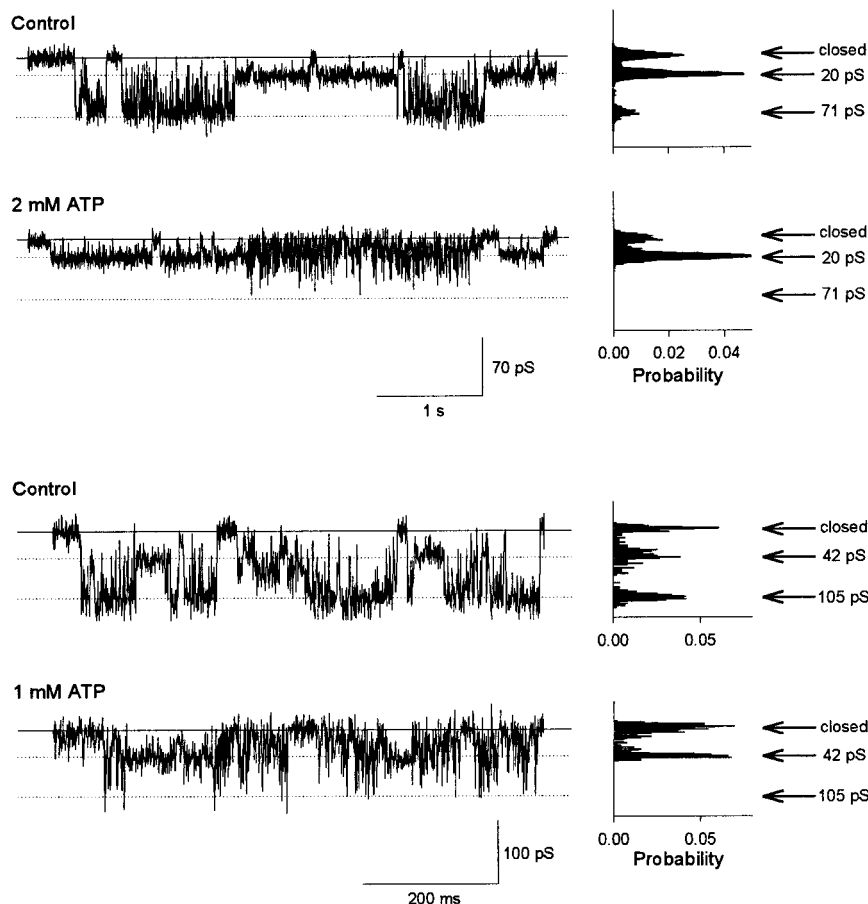 Control
closed
20 pS
71 pS
2 mM ATP
closed
20 pS
71 pS
70 pS
1 s
0.00 0.02 0.04
Probability
Control
closed
42 pS
105 pS
0.00 0.05
1 mM ATP
closed
42 pS
105 pS
100 pS
200 ms
0.00 0.05
Probability